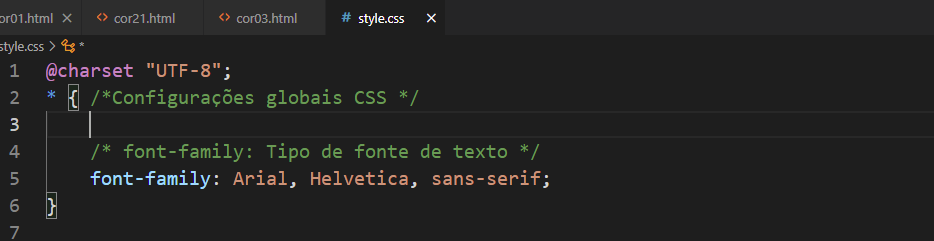 or01.html × <> cor21.html <> cor03.html # style.css ×
style.css > *
1 @charset "UTF-8";
2 * { /*Configurações globais CSS */
3
4 /* font-family: Tipo de fonte de texto */
5 font-family: Arial, Helvetica, sans-serif;
6 }
7